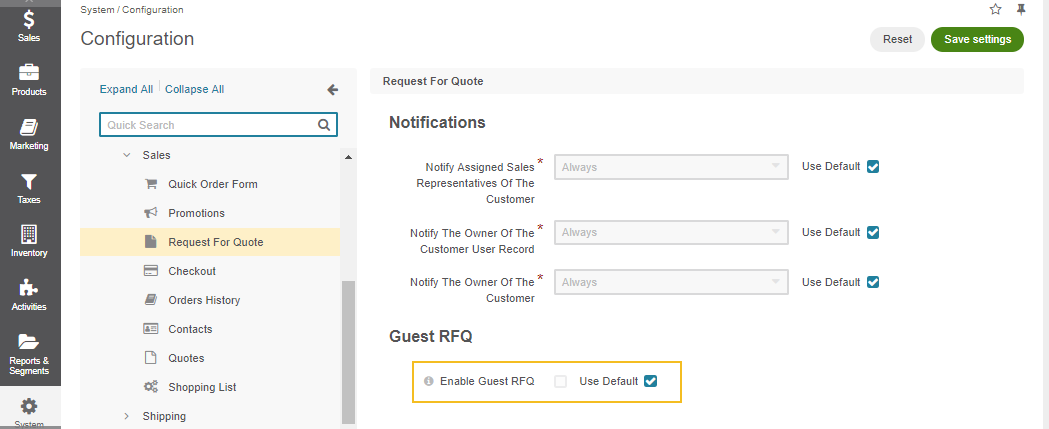 System / Configuration
Configuration
Reset
Save settings
Sales
Products
Marketing
Taxes
Inventory
Activities
Reports &
Segments
System
Expand All
Collapse All
Quick Search
Sales
Quick Order Form
Promotions
Request For Quote
Checkout
Orders History
Contacts
Quotes
Shopping List
Shipping
Request For Quote
Notifications
Notify Assigned Sales *
Representatives Of The
Customer
Always
Use Default
Notify The Owner Of The *
Customer User Record
Always
Use Default
Notify The Owner Of The *
Customer
Always
Use Default
Guest RFQ
Enable Guest RFQ
Use Default